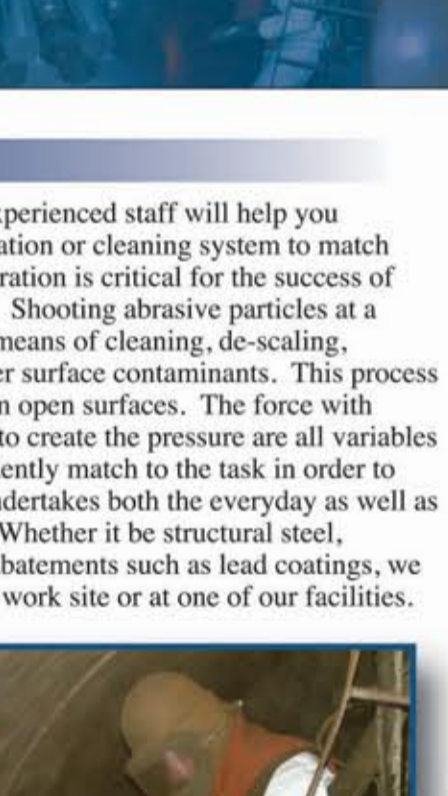 xperienced staff will help you
ation or cleaning system to match
ration is critical for the success of
Shooting abrasive particles at a
means of cleaning, de-scaling,
er surface contaminants. This process
n open surfaces. The force with
to create the pressure are all variables
ently match to the task in order to
ndertakes both the everyday as well as
Whether it be structural steel,
batements such as lead coatings, we
work site or at one of our facilities.